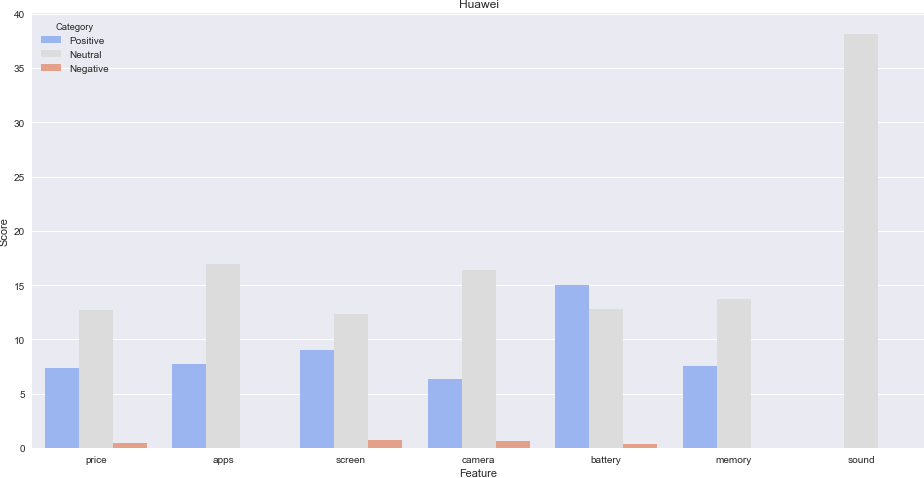 Huawei
Category
Positive
Neutral
Negative
40
35
30
25
20
15
10
5
0
Score
price apps screen camera battery memory sound
Feature